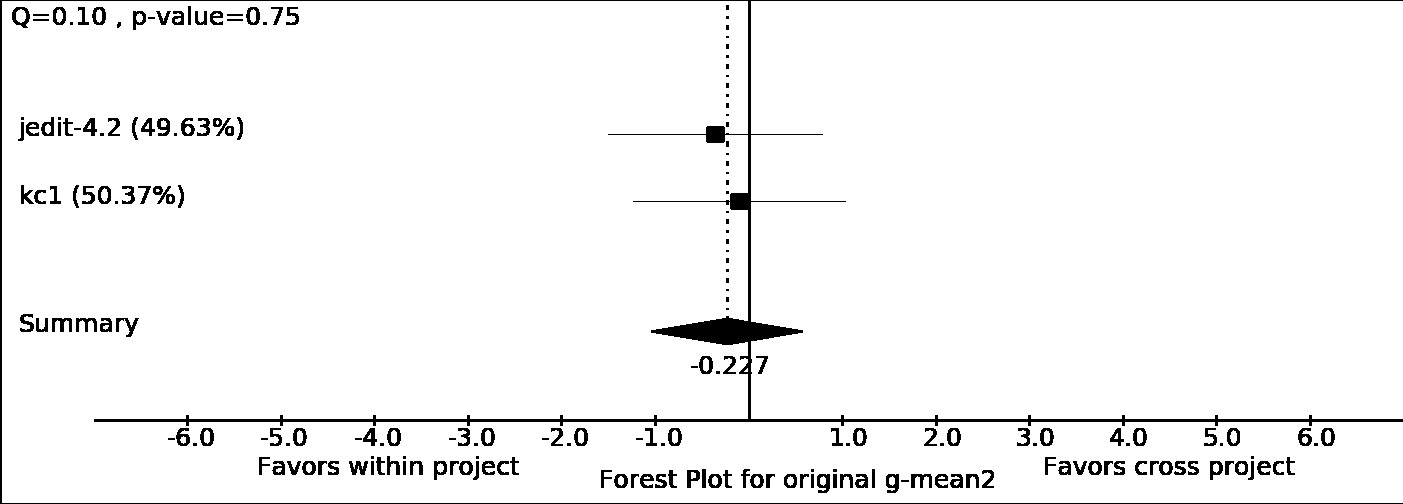 Q=0.10 , p-value=0.75
jedit-4.2 (49.63%)
kc1 (50.37%)
Summary
-0.227
-6.0 -5.0 -4.0 -3.0 -2.0 -1.0 1.0 2.0 3.0 4.0 5.0 6.0
Favors within project Forest Plot for original g-mean2 Favors cross project